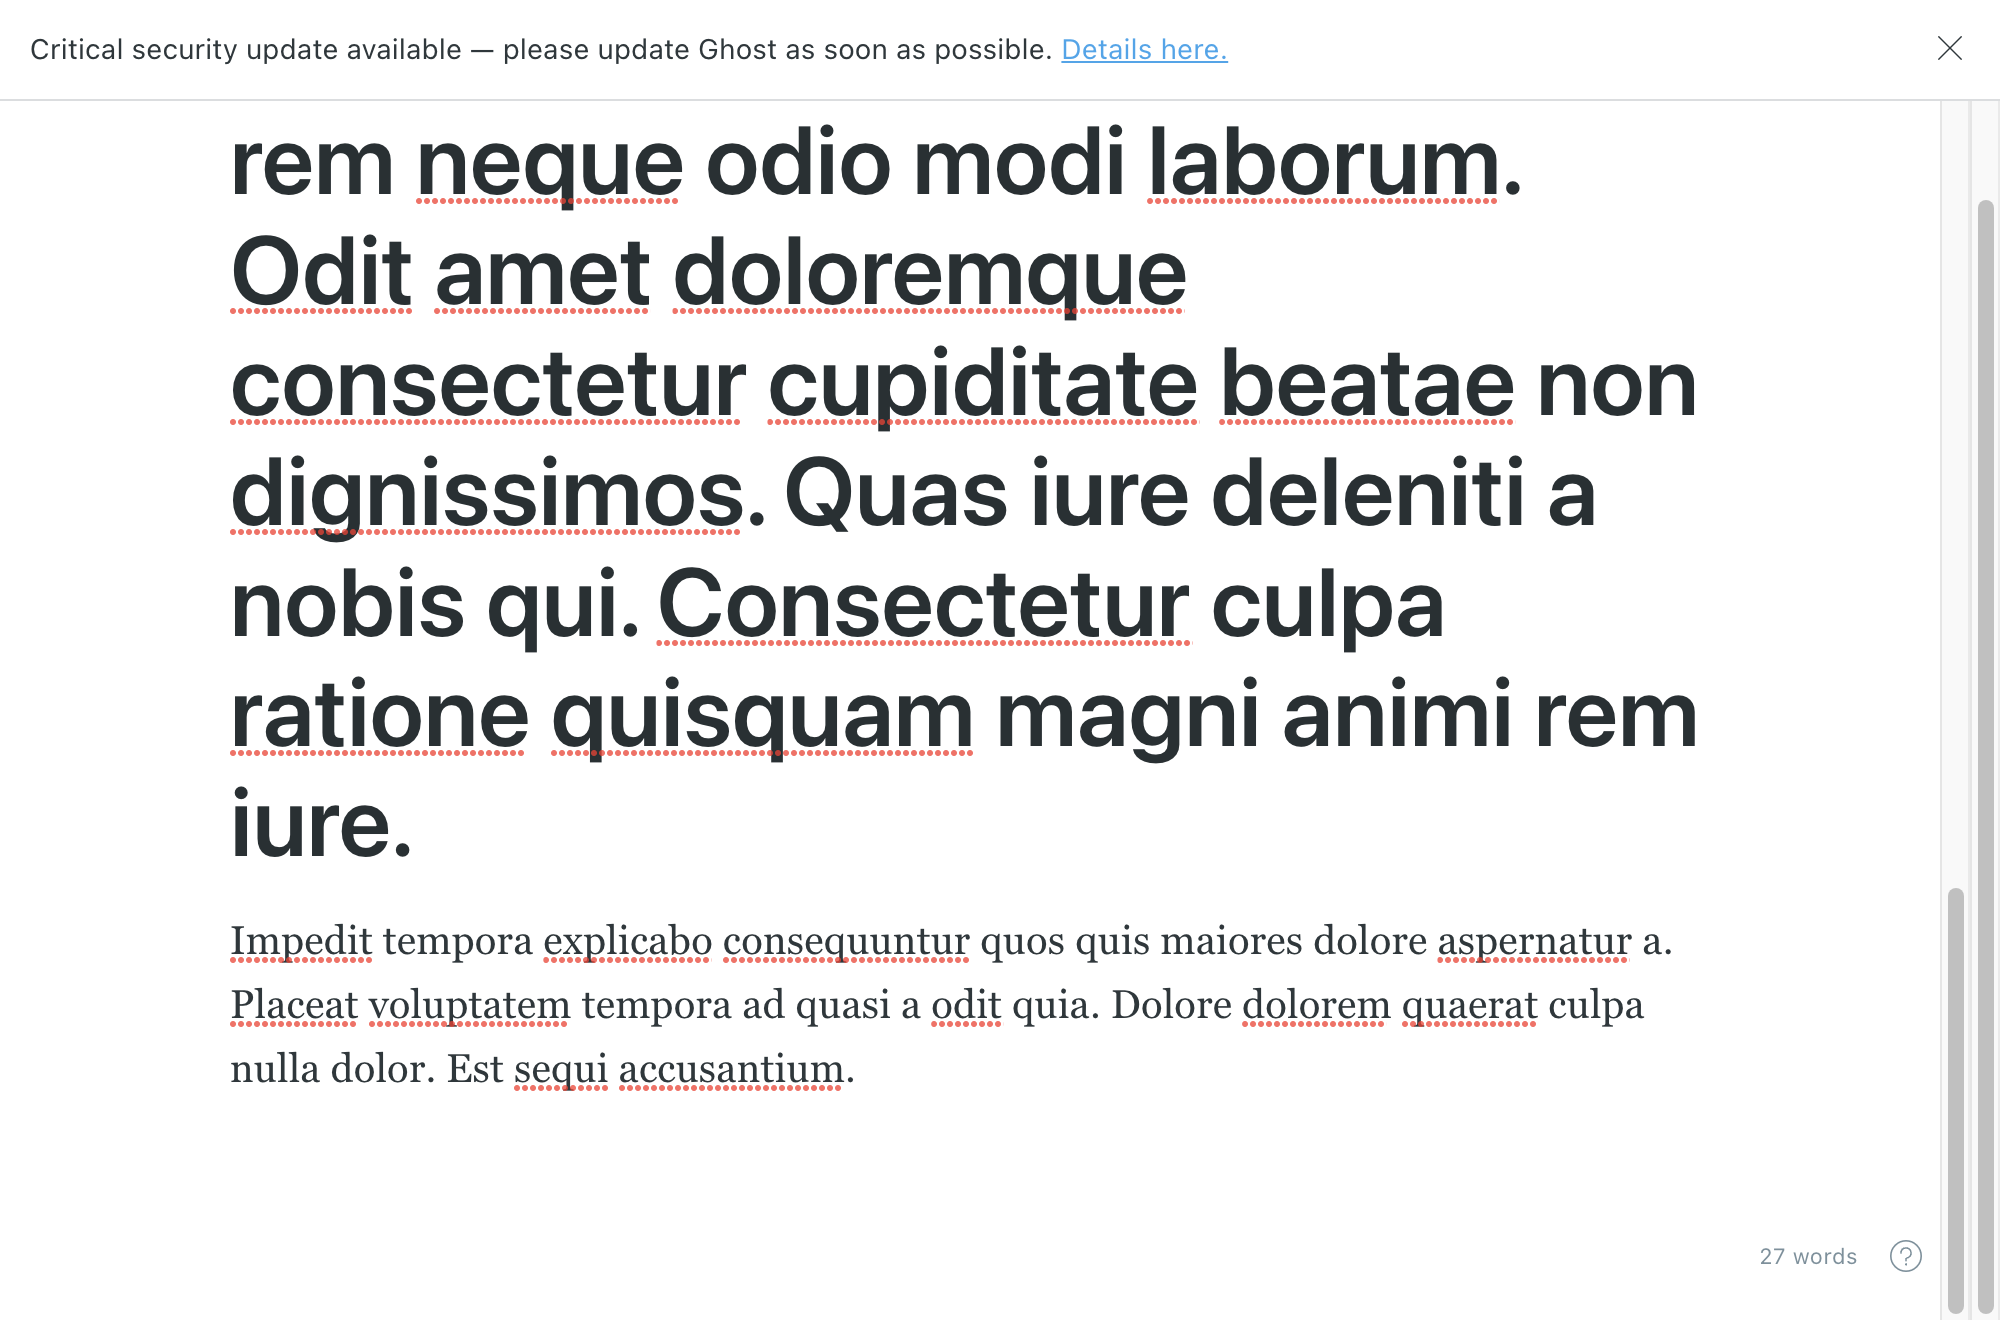 Critical security update available — please update Ghost as soon as possible. Details here.
rem neque odio modi laborum.
Odit amet doloremque
consectetur cupiditate beatae non
dignissimos. Quas iure deleniti a
nobis qui. Consectetur culpa
ratione quisquam magni animi rem
iure.
Impedit tempora explicabo consequuntur quos quis maiores dolore aspernatur a.
Placeat voluptatem tempora ad quasi a odit quia. Dolore dolorem quaerat culpa
nulla dolor. Est sequi accusantium.
27 words
?